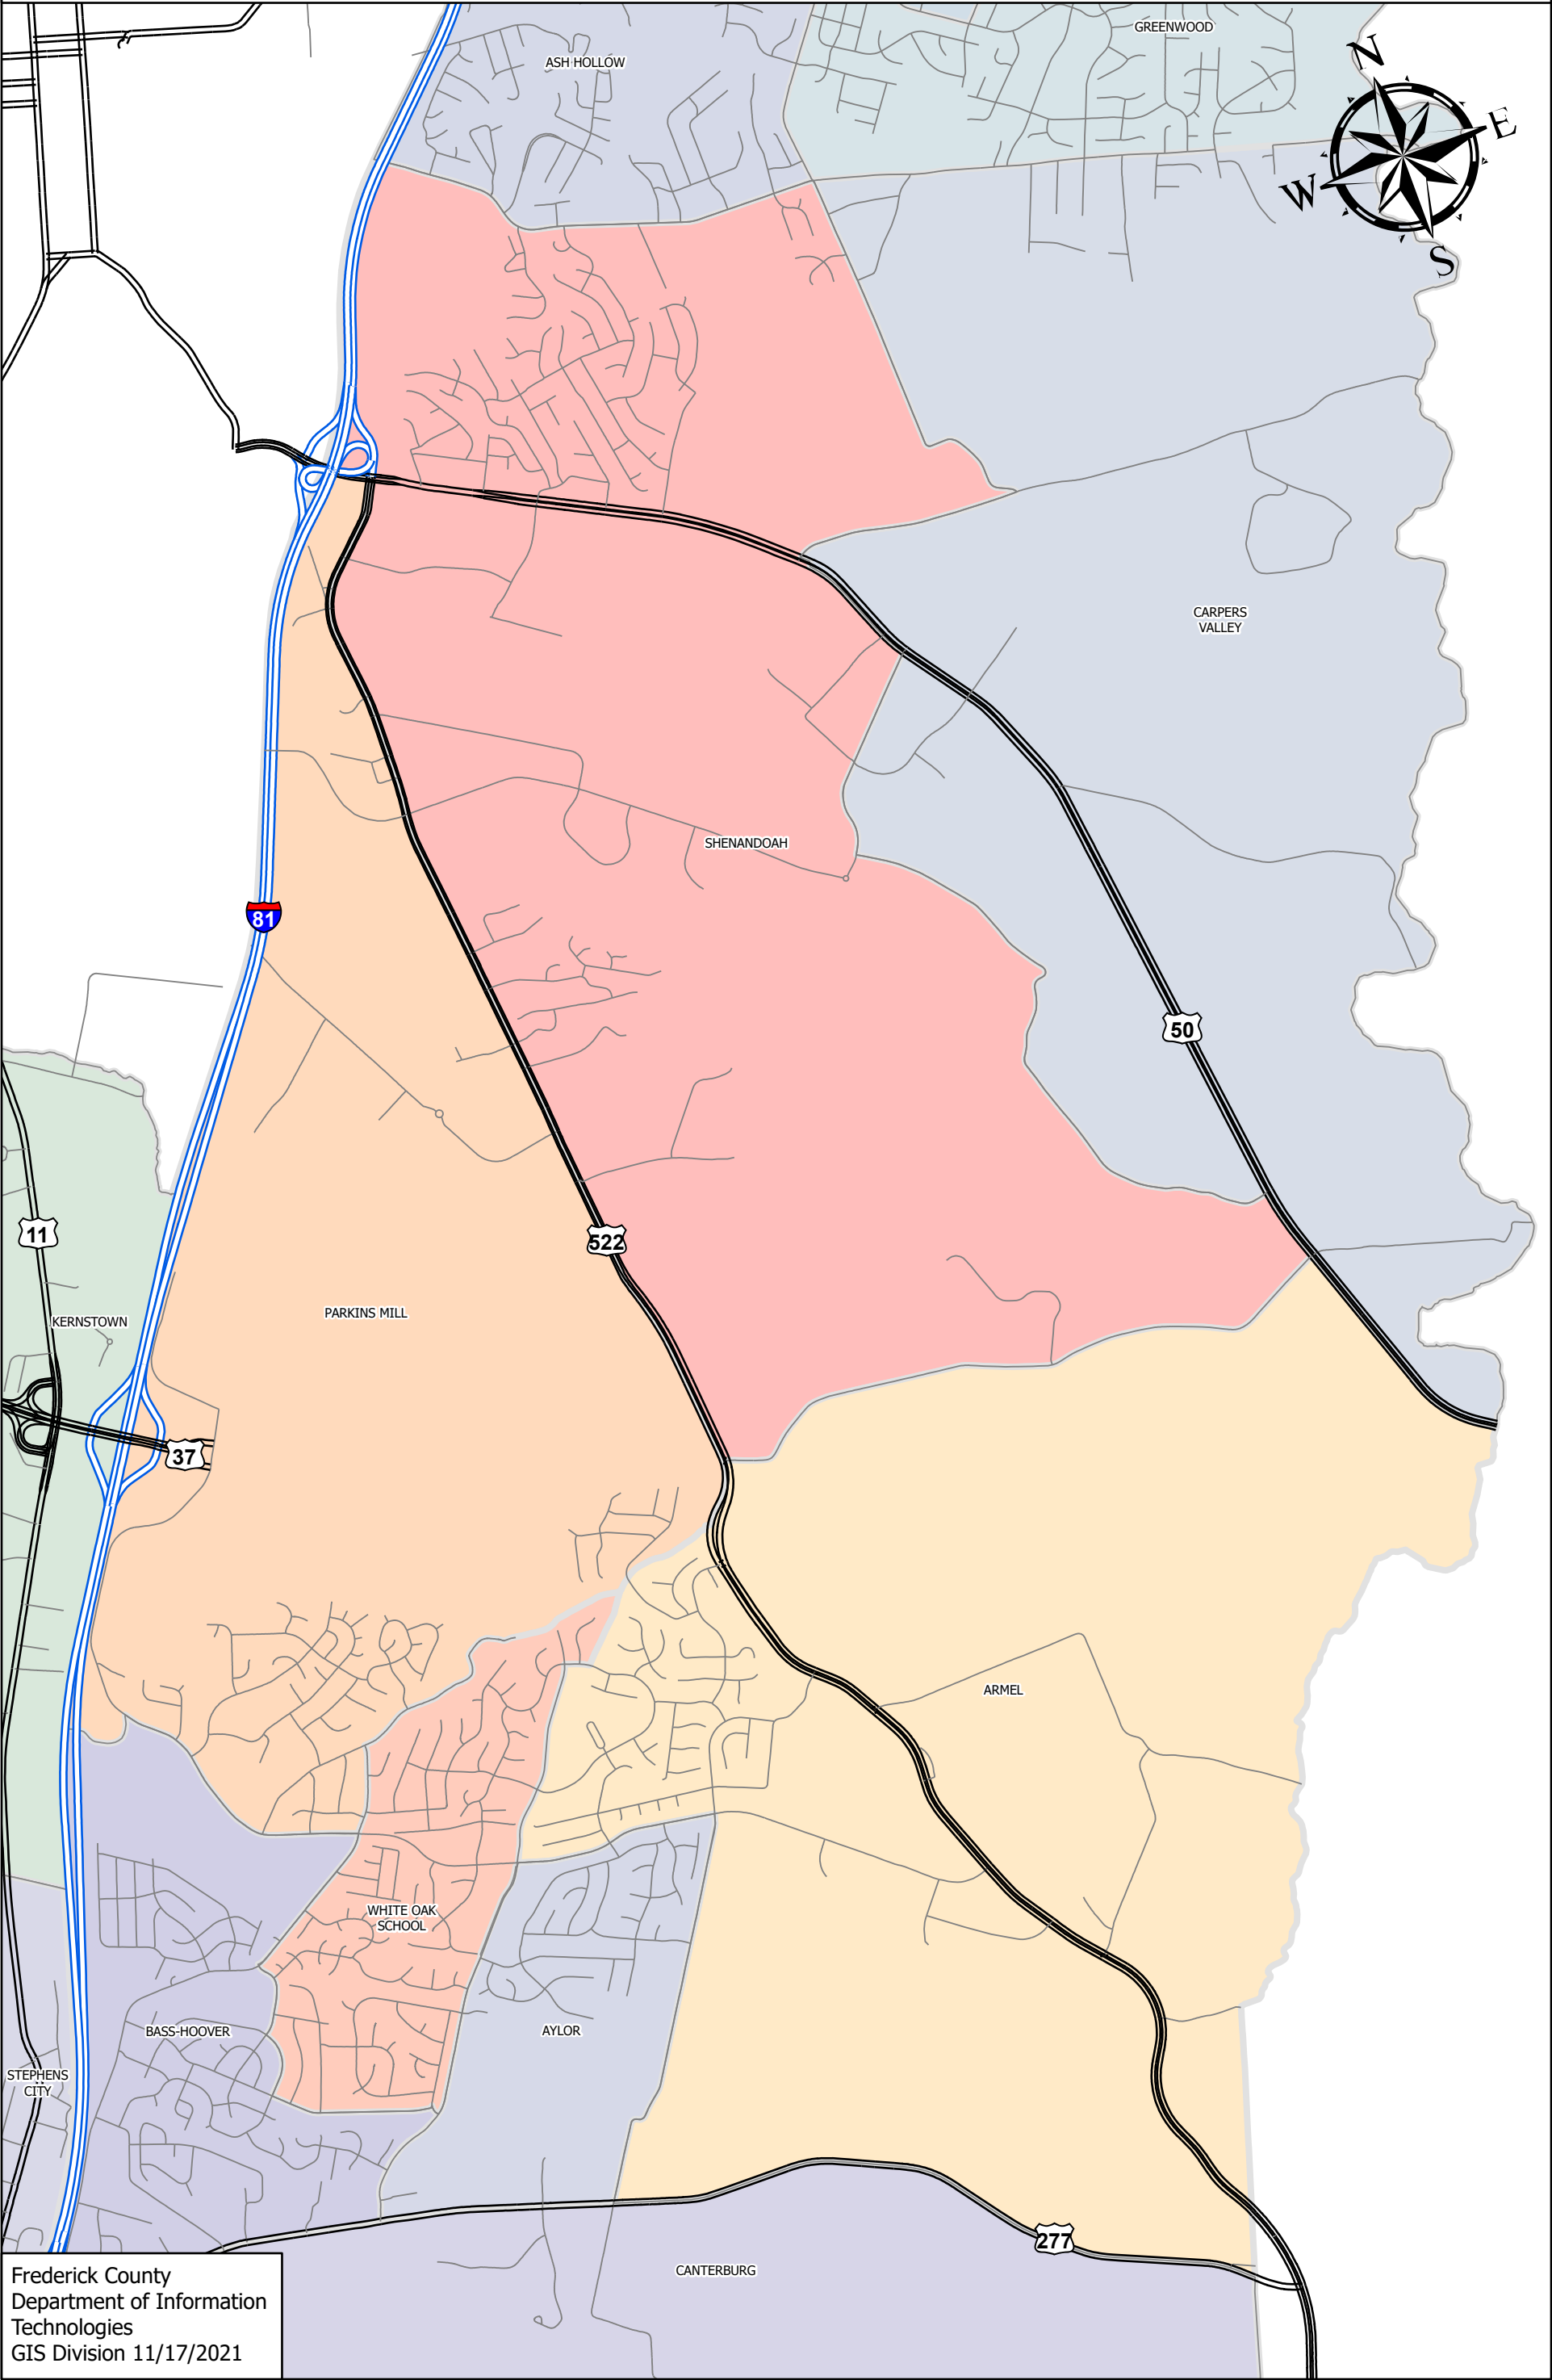 GREENWOOD
ASH HOLLOW
N
E
W
S
CARPERS
VALLEY
SHENANDOAH
81
50
11
522
PARKINS MILL
KERNSTOWN
37
ARMEL
WHITE OAK
SCHOOL
BASS-HOOVER
AYLOR
STEPHENS
CITY
277
CANTERBURG
Frederick County
Department of Information
Technologies
GIS Division 11/17/2021